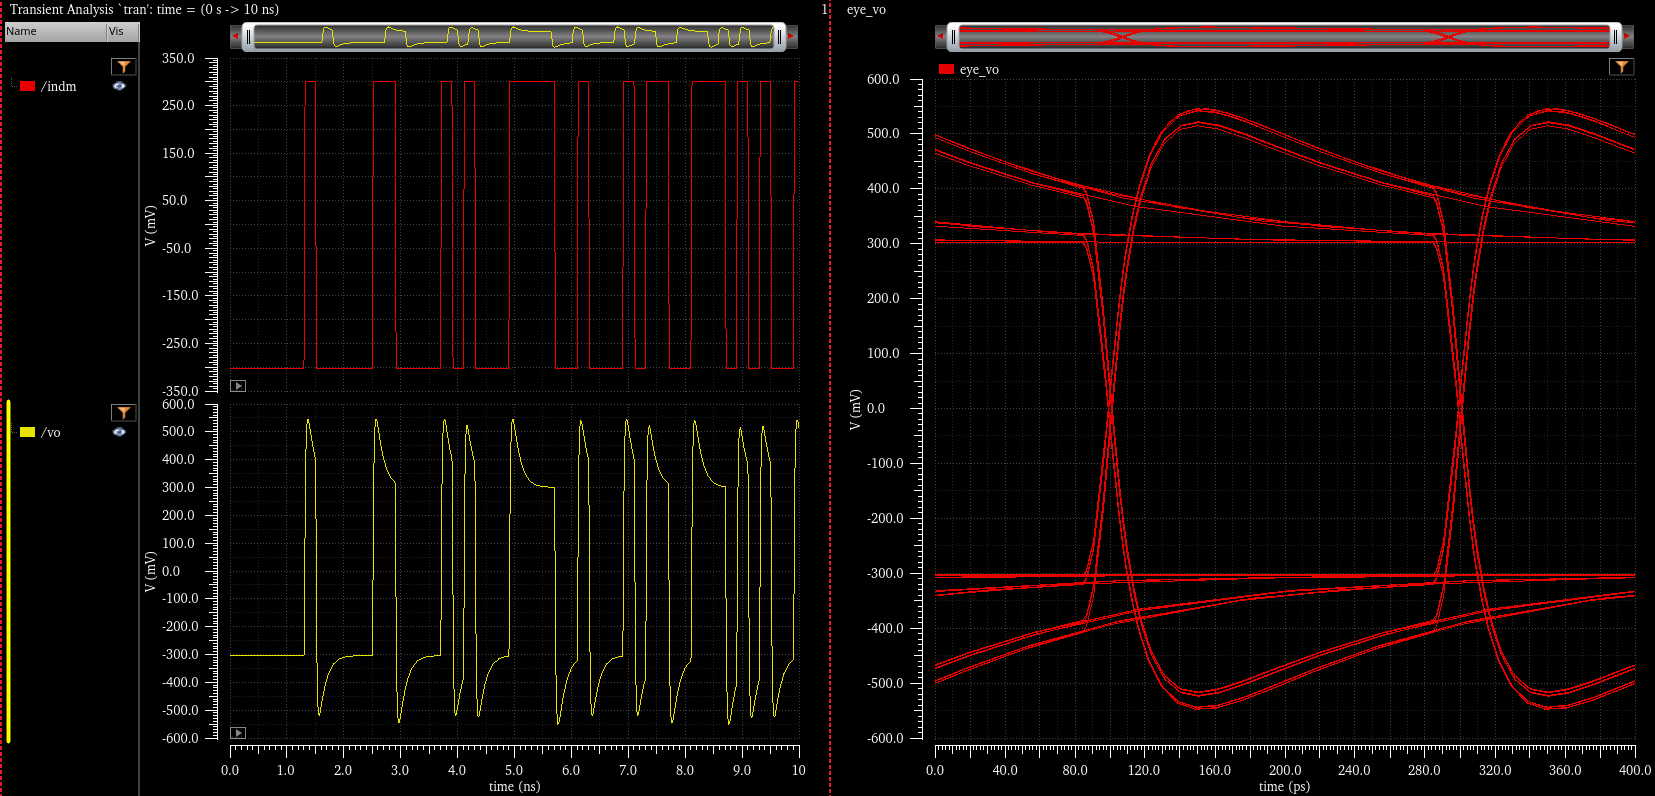 Transient Analysis `tran': time = (0 s -> 10 ns)
1
Name Vis
/indm
350.0
250.0
150.0
50.0
-50.0
-150.0
-250.0
-350.0
V (mV)
/vo
600.0
500.0
400.0
300.0
200.0
100.0
0.0
-100.0
-200.0
-300.0
-400.0
-500.0
-600.0
V (mV)
0.0 1.0 2.0 3.0 4.0 5.0 6.0 7.0 8.0 9.0 10
time (ns)
eye_vo
eye_vo
600.0
500.0
400.0
300.0
200.0
100.0
0.0
-100.0
-200.0
-300.0
-400.0
-500.0
-600.0
V (mV)
0.0 40.0 80.0 120.0 160.0 200.0 240.0 280.0 320.0 360.0 400.0
time (ps)